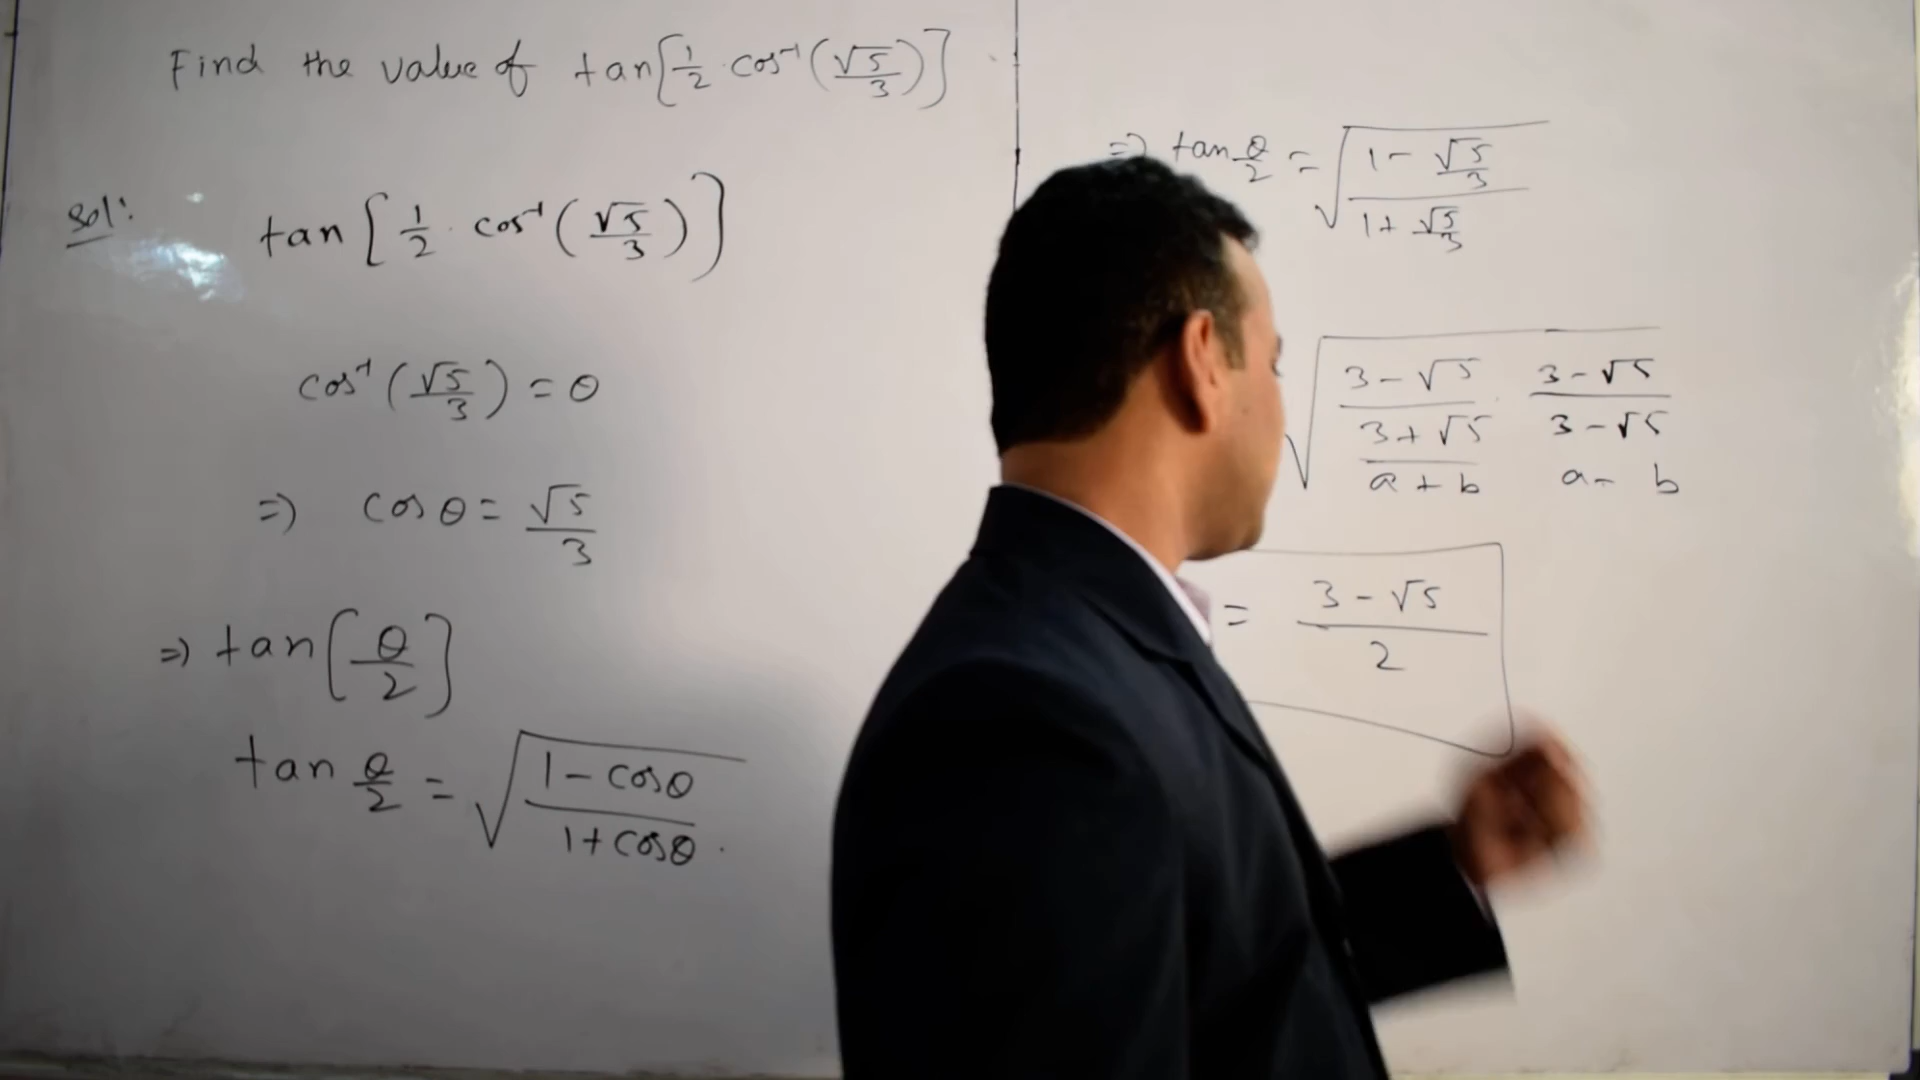 Find the value of tan[1/2 · cos⁻¹(√5/3)]
Sol:
tan[1/2 · cos⁻¹(√5/3)]
cos⁻¹(√5/3) = θ
⇒ cos θ = √5/3
⇒ tan[θ/2]
tan θ/2 = √((1 - cosθ)/(1 + cosθ)).
⇒ tan θ/2 = √((1 - √5/3)/(1 + √5/3))
√((3 - √5)/(3 + √5) · (3 - √5)/(3 - √5))
a + b a - b
= (3 - √5)/2